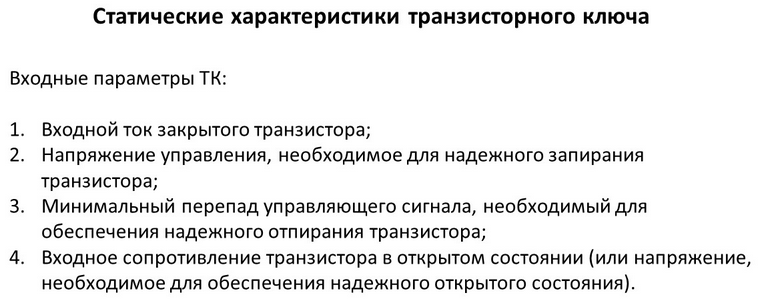 Статические характеристики транзисторного ключа
Входные параметры ТК:
1. Входной ток закрытого транзистора;
2. Напряжение управления, необходимое для надежного запирания
транзистора;
3. Минимальный перепад управляющего сигнала, необходимый для
обеспечения надежного отпирания транзистора;
4. Входное сопротивление транзистора в открытом состоянии (или напряжение,
необходимое для обеспечения надежного открытого состояния).